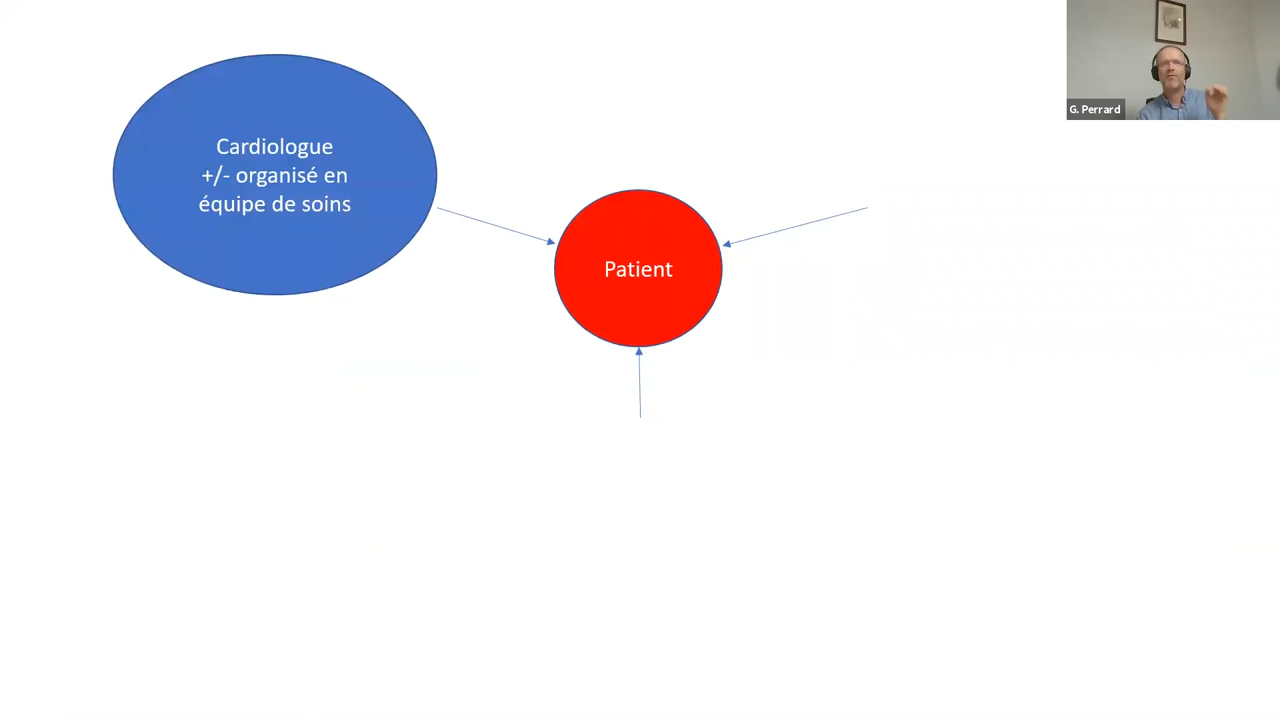 Cardiologue
+/- organisé en
équipe de soins
Patient
G. Perrard